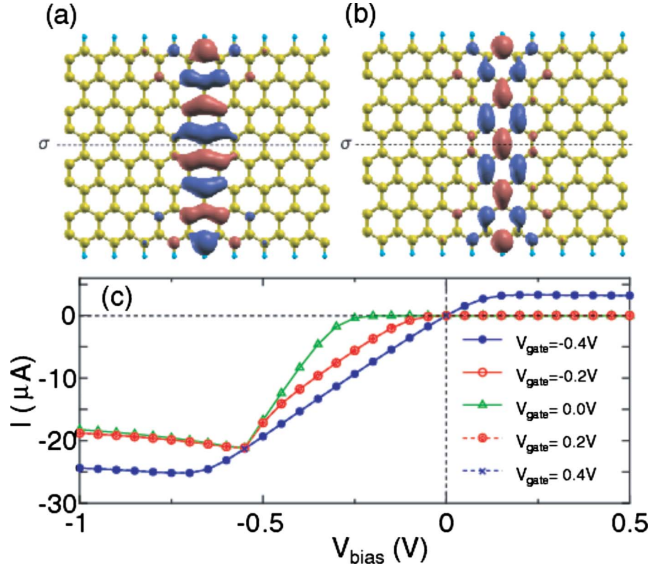 (a)
(b)
σ
σ
(c)
I (μA)
0
-10
-20
-30
V_gate=-0.4V
V_gate=-0.2V
V_gate= 0.0V
V_gate= 0.2V
V_gate= 0.4V
-1
-0.5
0
0.5
V_bias (V)